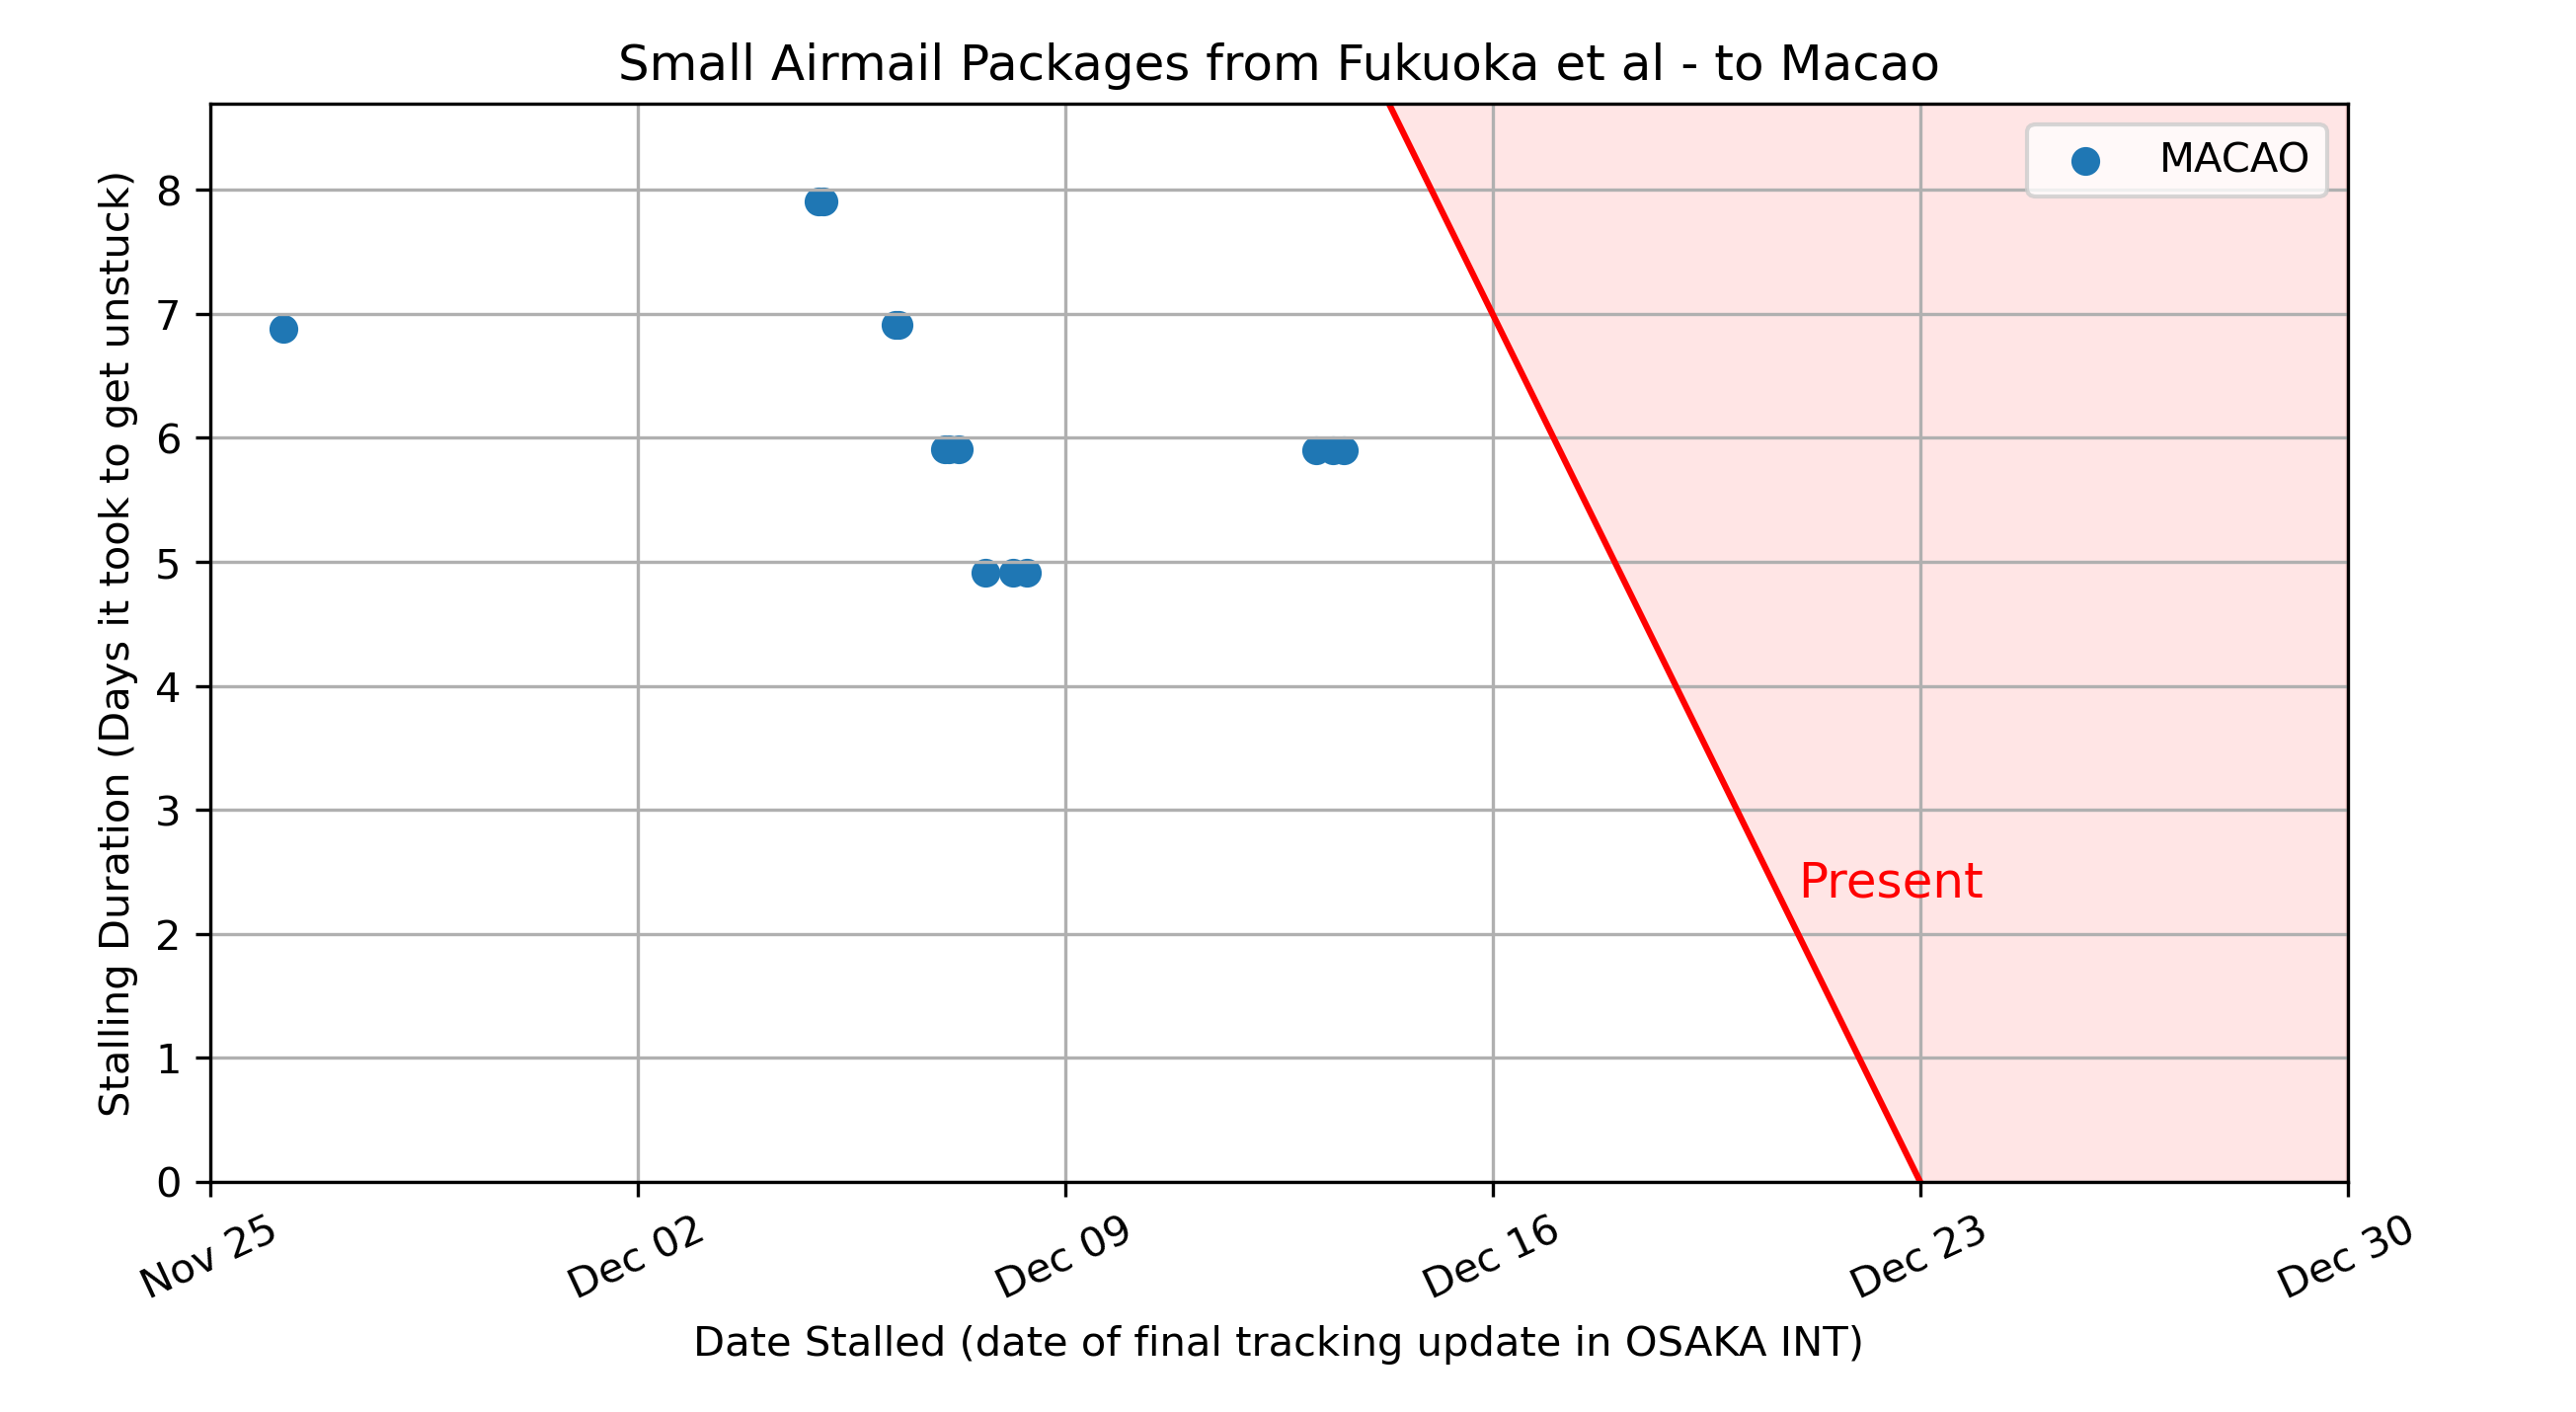 Small Airmail Packages from Fukuoka et al - to Macao
MACAO
Stalling Duration (Days it took to get unstuck)
8
7
6
5
4
3
2
1
0
Present
Nov 25
Dec 02
Dec 09
Dec 16
Dec 23
Dec 30
Date Stalled (date of final tracking update in OSAKA INT)